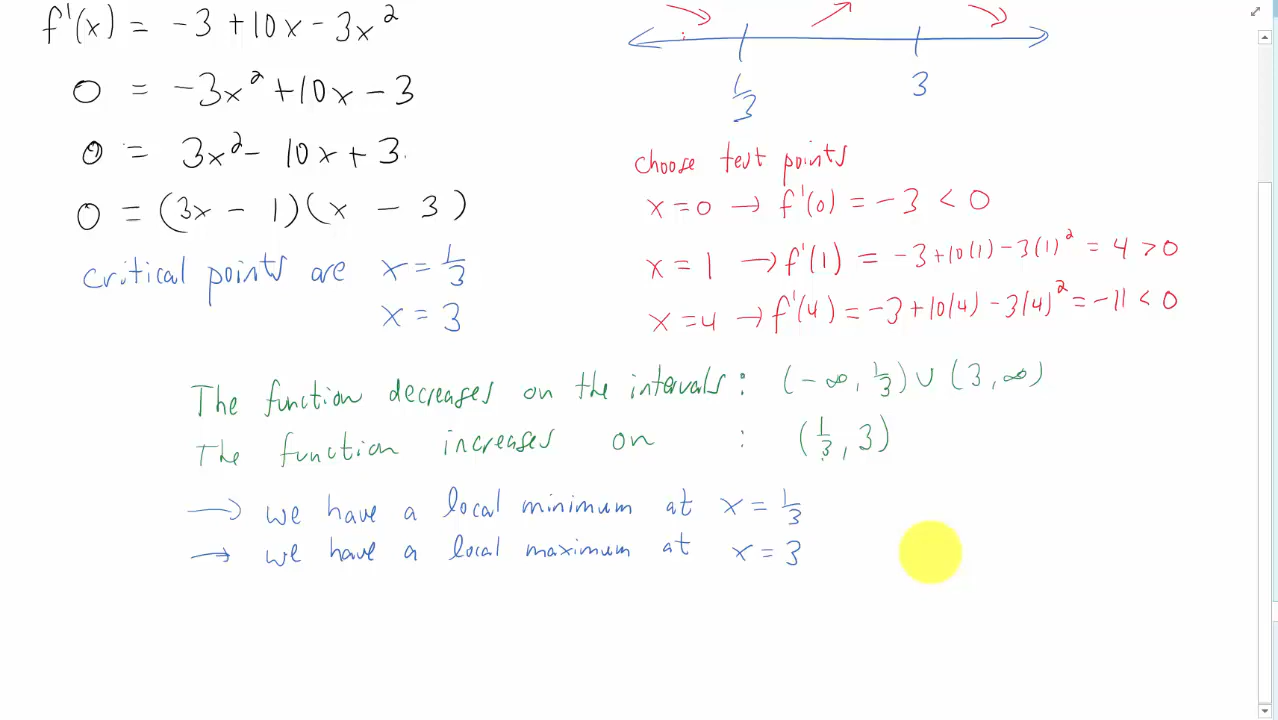 f'(x) = -3 + 10x - 3x²
0 = -3x² + 10x - 3
0 = 3x² - 10x + 3
0 = (3x - 1)(x - 3)
critical points are x = 1/3
x = 3
1/3 3
choose test points
x = 0 → f'(0) = -3 < 0
x = 1 → f'(1) = -3 + 10(1) - 3(1)² = 4 > 0
x = 4 → f'(4) = -3 + 10(4) - 3(4)² = -11 < 0
The function decreases on the intervals : (-∞, 1/3) ∪ (3, ∞)
The function increases on : (1/3, 3)
→ we have a local minimum at x = 1/3
→ we have a local maximum at x = 3